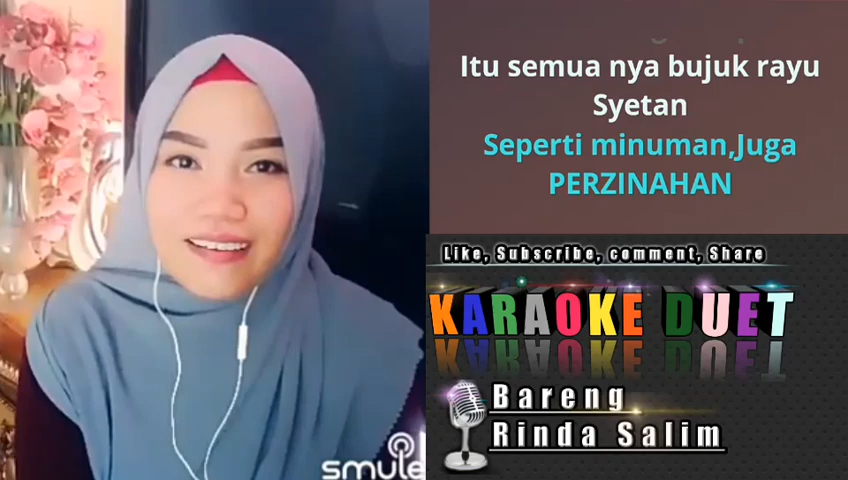 Itu semua nya bujuk rayu
Syetan
Seperti minuman,Juga
PERZINAHAN
Like, Subscribe, comment, Share
KARAOKE DUET
Bareng
Rinda Salim
smule